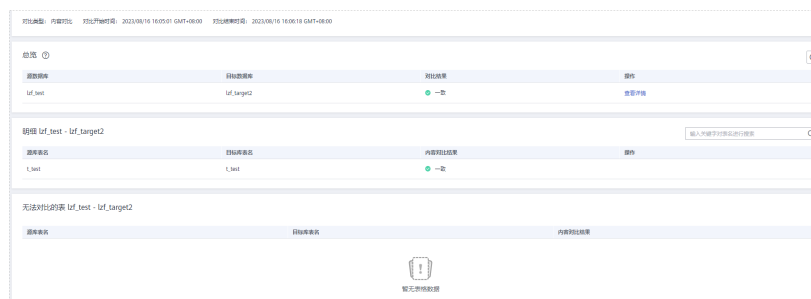 对比类型： 内容对比 对比开始时间： 2023/08/16 16:05:01 GMT+08:00 对比结束时间： 2023/08/16 16:06:18 GMT+08:00
总览
源数据库 目标数据库 对比结果 操作
lzf_test lzf_target2 一致 查看详情
明细 lzf_test - lzf_target2
输入关键字对表名进行搜索
源库表名 目标库表名 内容对比结果 操作
t_test t_test 一致
无法对比的表 lzf_test - lzf_target2
源库表名 目标库表名 内容对比结果
暂无表格数据